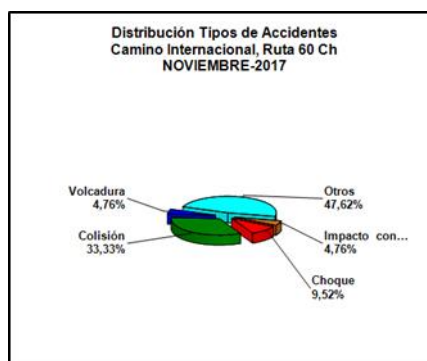 Distribución Tipos de Accidentes
Camino Internacional, Ruta 60 Ch
NOVIEMBRE-2017
Volcadura
4,76%
Otros
47,62%
Colisión
33,33%
Impacto con...
4,76%
Choque
9,52%